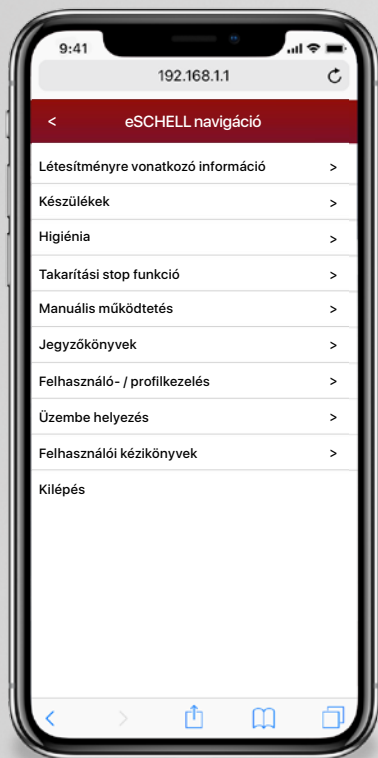 9:41
192.168.1.1
< eSCHELL navigáció
Létesítményre vonatkozó információ >
Készülékek >
Higiénia >
Takarítási stop funkció >
Manuális működtetés >
Jegyzőkönyvek >
Felhasználó- / profilkezelés >
Üzembe helyezés >
Felhasználói kézikönyvek >
Kilépés